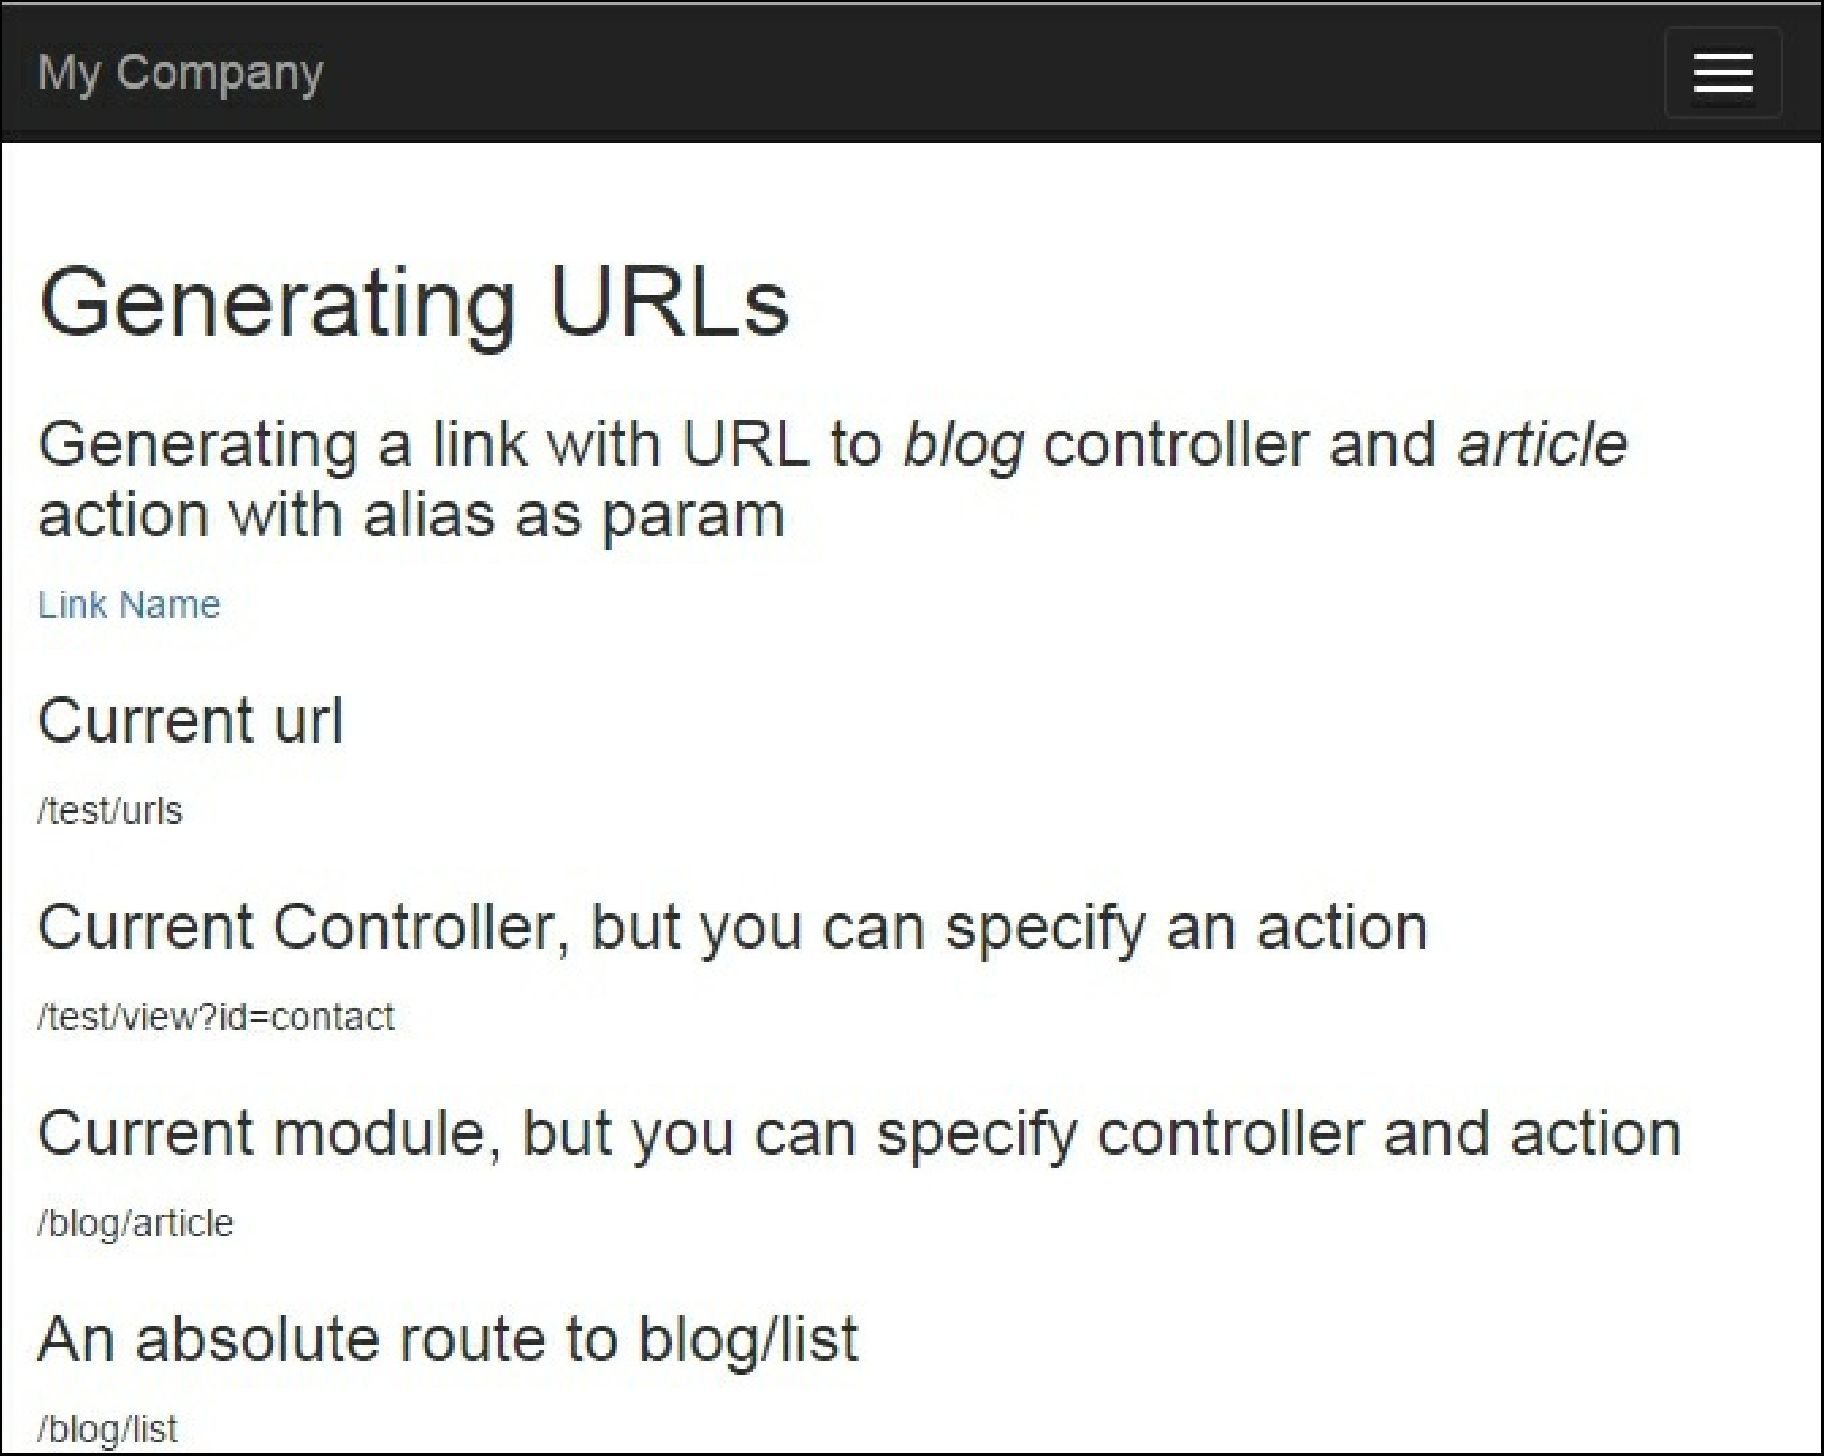 My Company
Generating URLs
Generating a link with URL to blog controller and article
action with alias as param
Link Name
Current url
/test/urls
Current Controller, but you can specify an action
/test/view?id=contact
Current module, but you can specify controller and action
/blog/article
An absolute route to blog/list
/blog/list